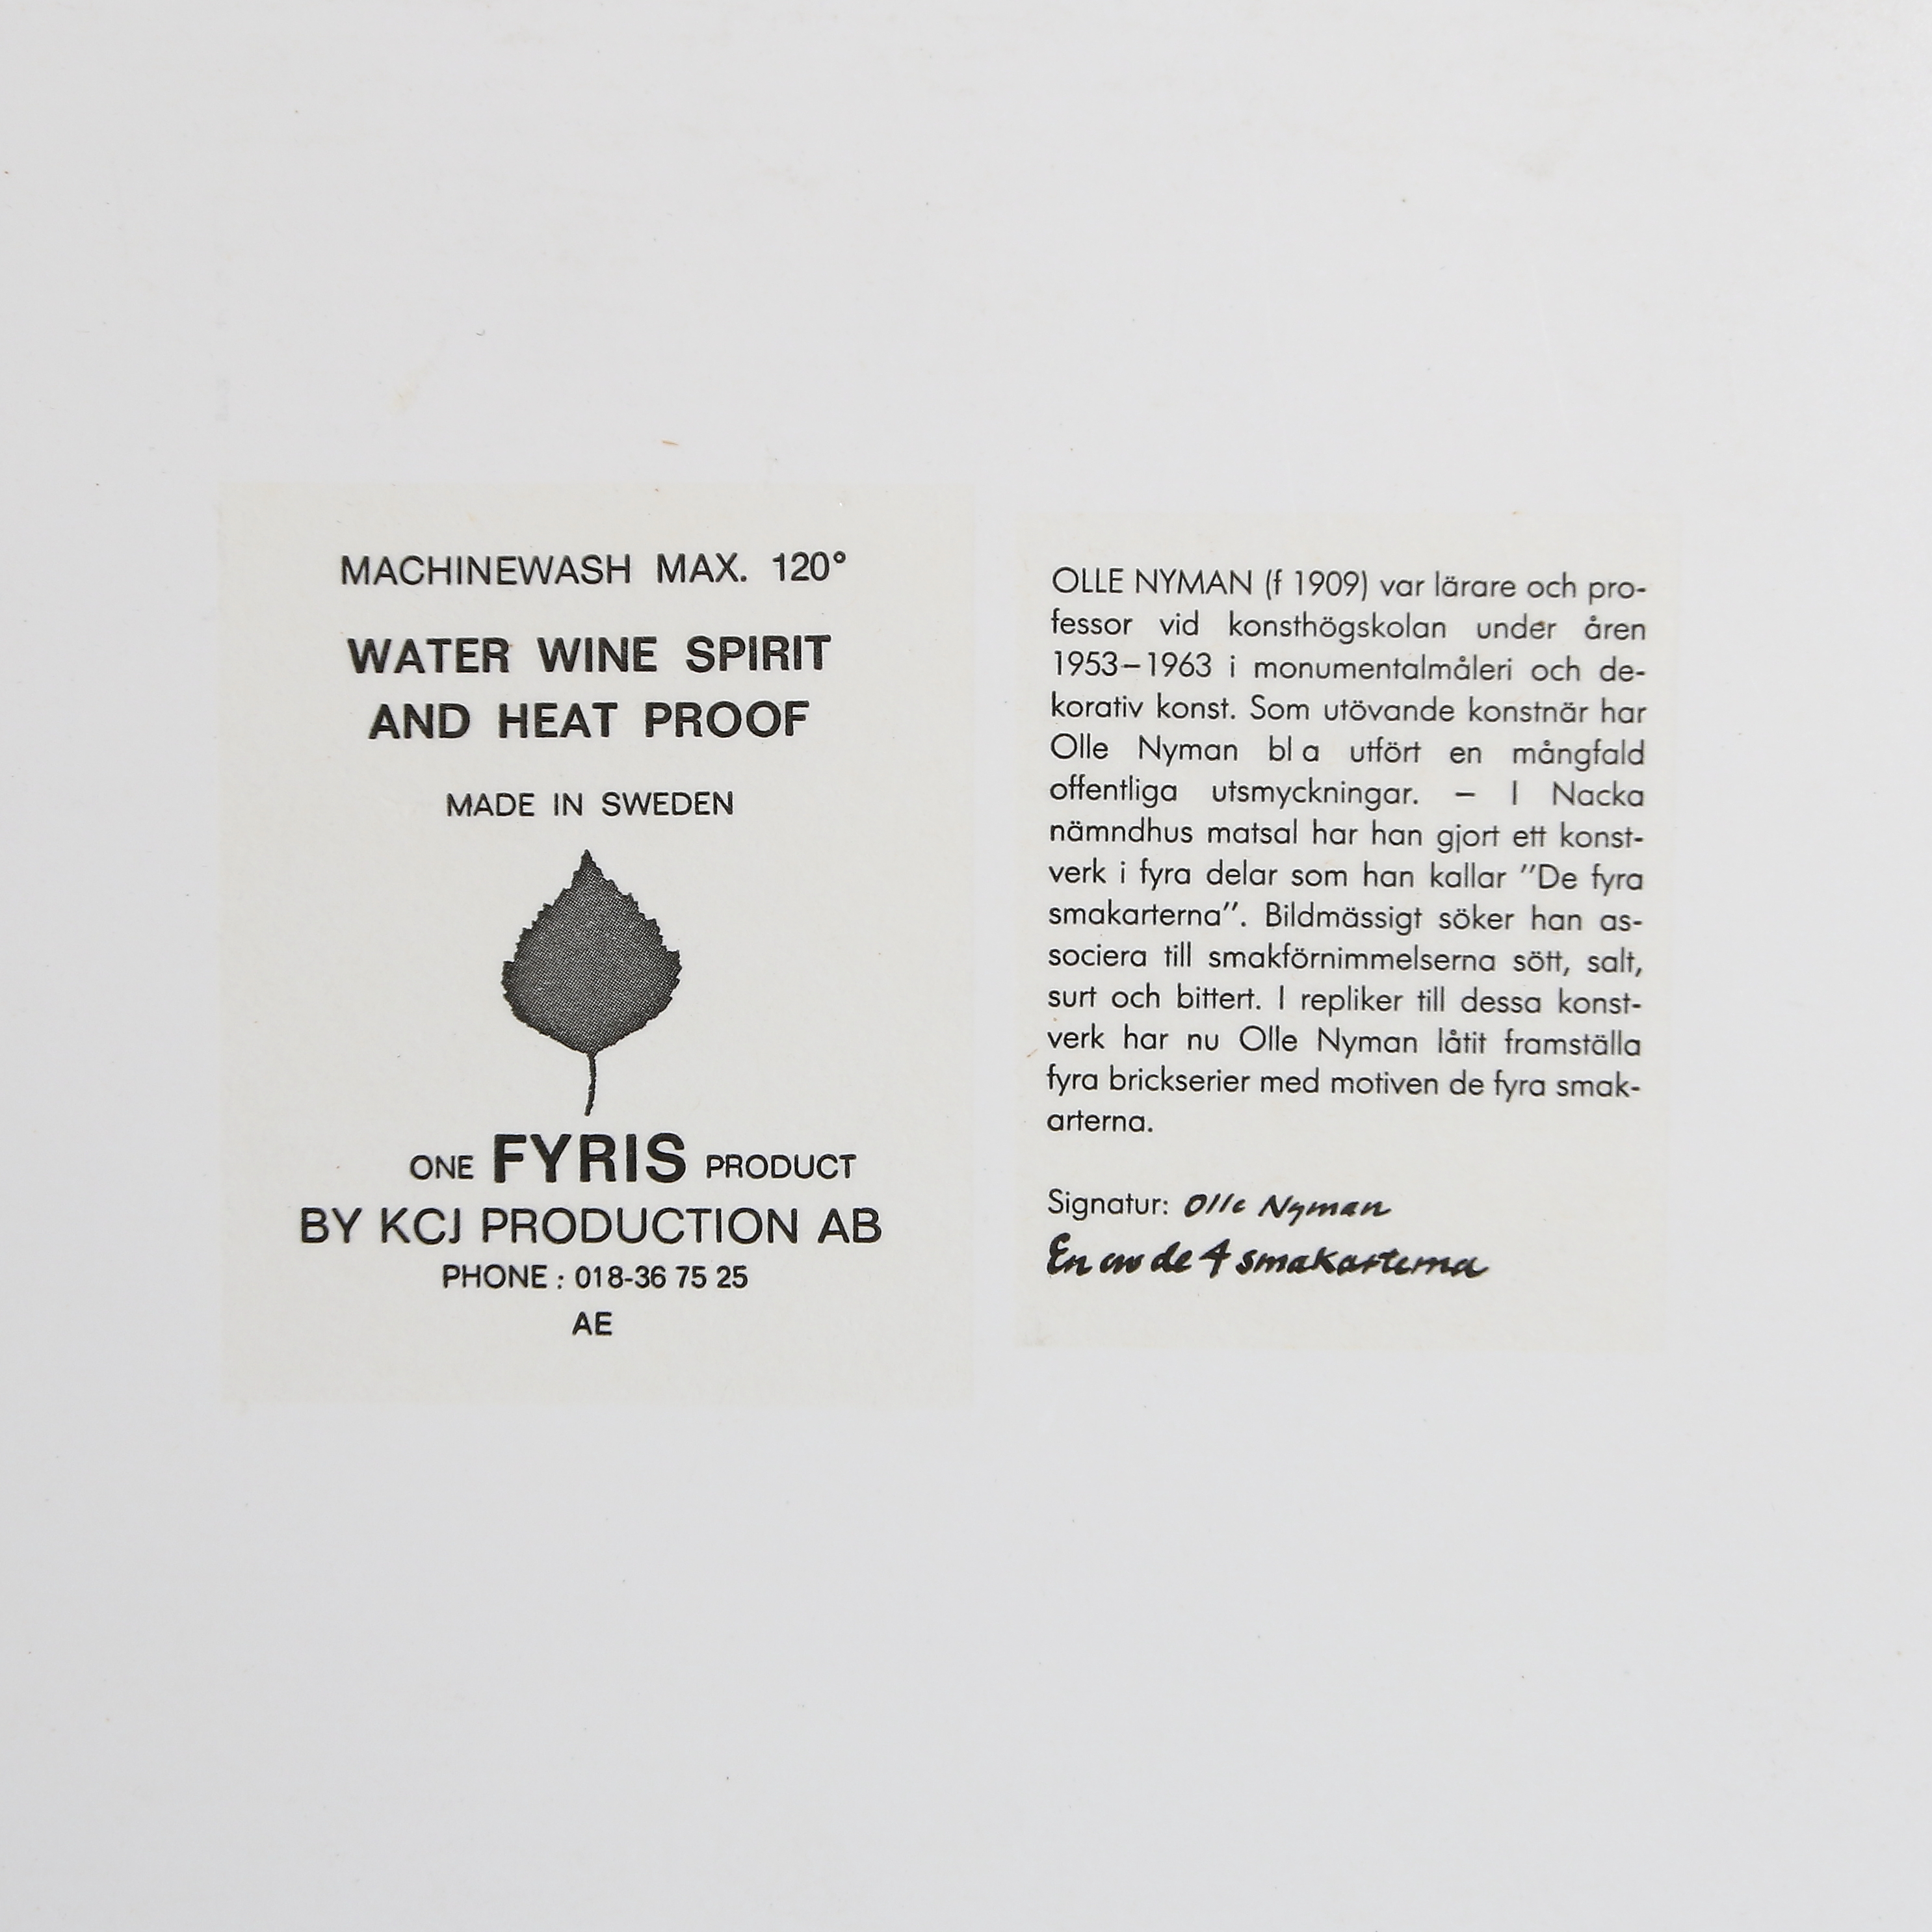 MACHINEWASH MAX. 120°
WATER WINE SPIRIT
AND HEAT PROOF
MADE IN SWEDEN
ONE FYRIS PRODUCT
BY KCJ PRODUCTION AB
PHONE: 018-36 75 25
AE
OLLE NYMAN (f 1909) var lärare och pro-
fessor vid konsthögskolan under åren
1953–1963 i monumentalmåleri och de-
korativ konst. Som utövande konstnär har
Olle Nyman bl a utfört en mångfald
offentliga utsmyckningar. – I Nacka
nämndhus matsal har han gjort ett konst-
verk i fyra delar som han kallar "De fyra
smakarterna". Bildmässigt söker han as-
sociera till smakförnimmelserna sött, salt,
surt och bittert. I repliker till dessa konst-
verk har nu Olle Nyman låtit framställa
fyra brickserier med motiven de fyra smak-
arterna.
Signatur: Olle Nyman
En av de 4 smakarterna